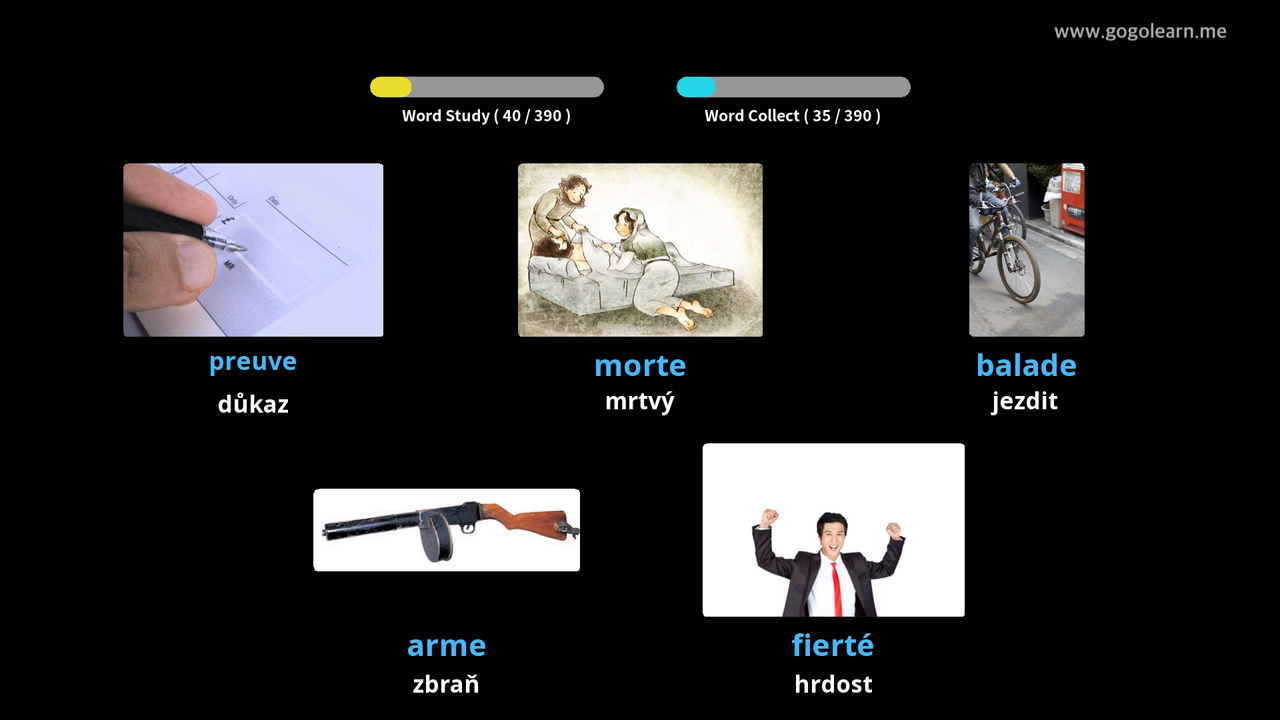 www.gogolearn.me
Word Study ( 40 / 390 )
Word Collect ( 35 / 390 )
preuve
důkaz
morte
mrtvý
balade
jezdit
arme
zbraň
fierté
hrdost